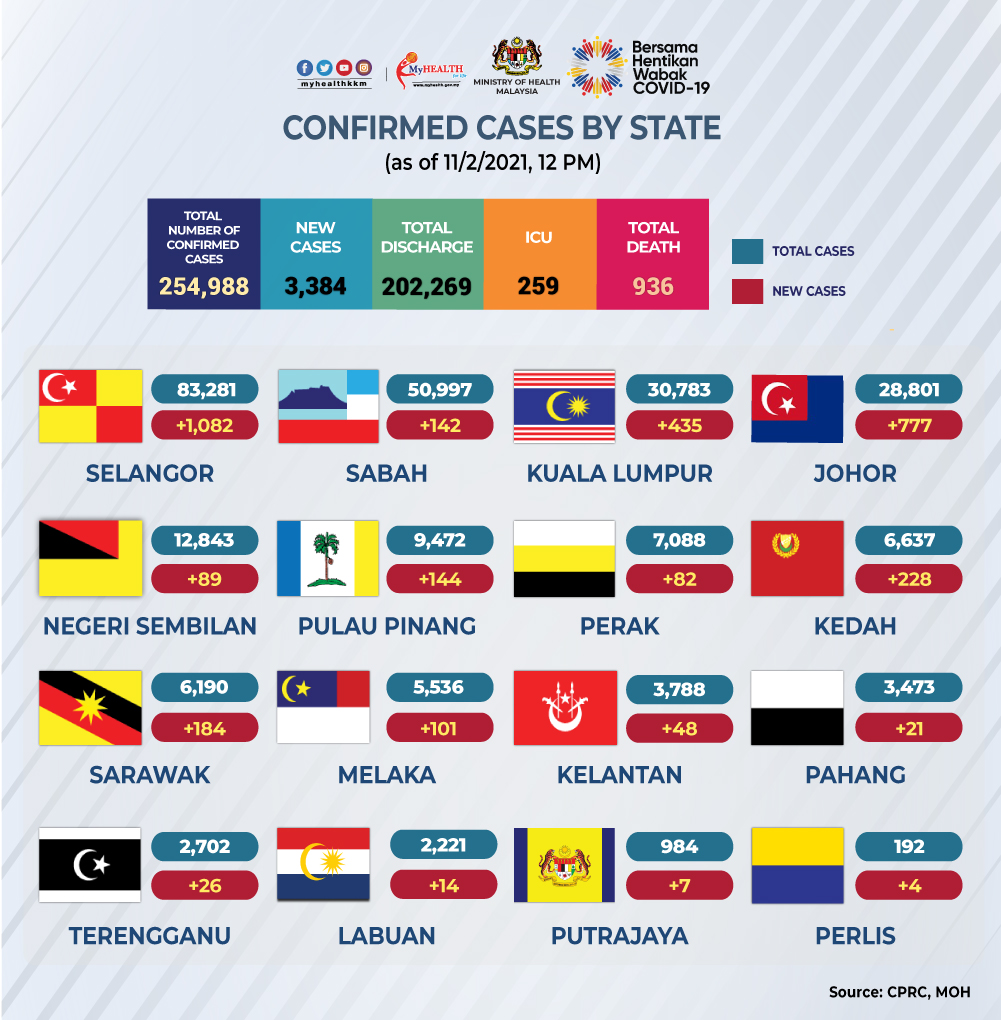 myhealthkkm
MyHEALTH
for life
www.myhealth.gov.my
MINISTRY OF HEALTH
MALAYSIA
Bersama
Hentikan
Wabak
COVID-19
CONFIRMED CASES BY STATE
(as of 11/2/2021, 12 PM)
TOTAL
NUMBER OF
CONFIRMED
CASES
254,988
NEW
CASES
3,384
TOTAL
DISCHARGE
202,269
ICU
259
TOTAL
DEATH
936
TOTAL CASES
NEW CASES
83,281
+1,082
SELANGOR
50,997
+142
SABAH
30,783
+435
KUALA LUMPUR
28,801
+777
JOHOR
12,843
+89
NEGERI SEMBILAN
9,472
+144
PULAU PINANG
7,088
+82
PERAK
6,637
+228
KEDAH
6,190
+184
SARAWAK
5,536
+101
MELAKA
3,788
+48
KELANTAN
3,473
+21
PAHANG
2,702
+26
TERENGGANU
2,221
+14
LABUAN
984
+7
PUTRAJAYA
192
+4
PERLIS
Source: CPRC, MOH